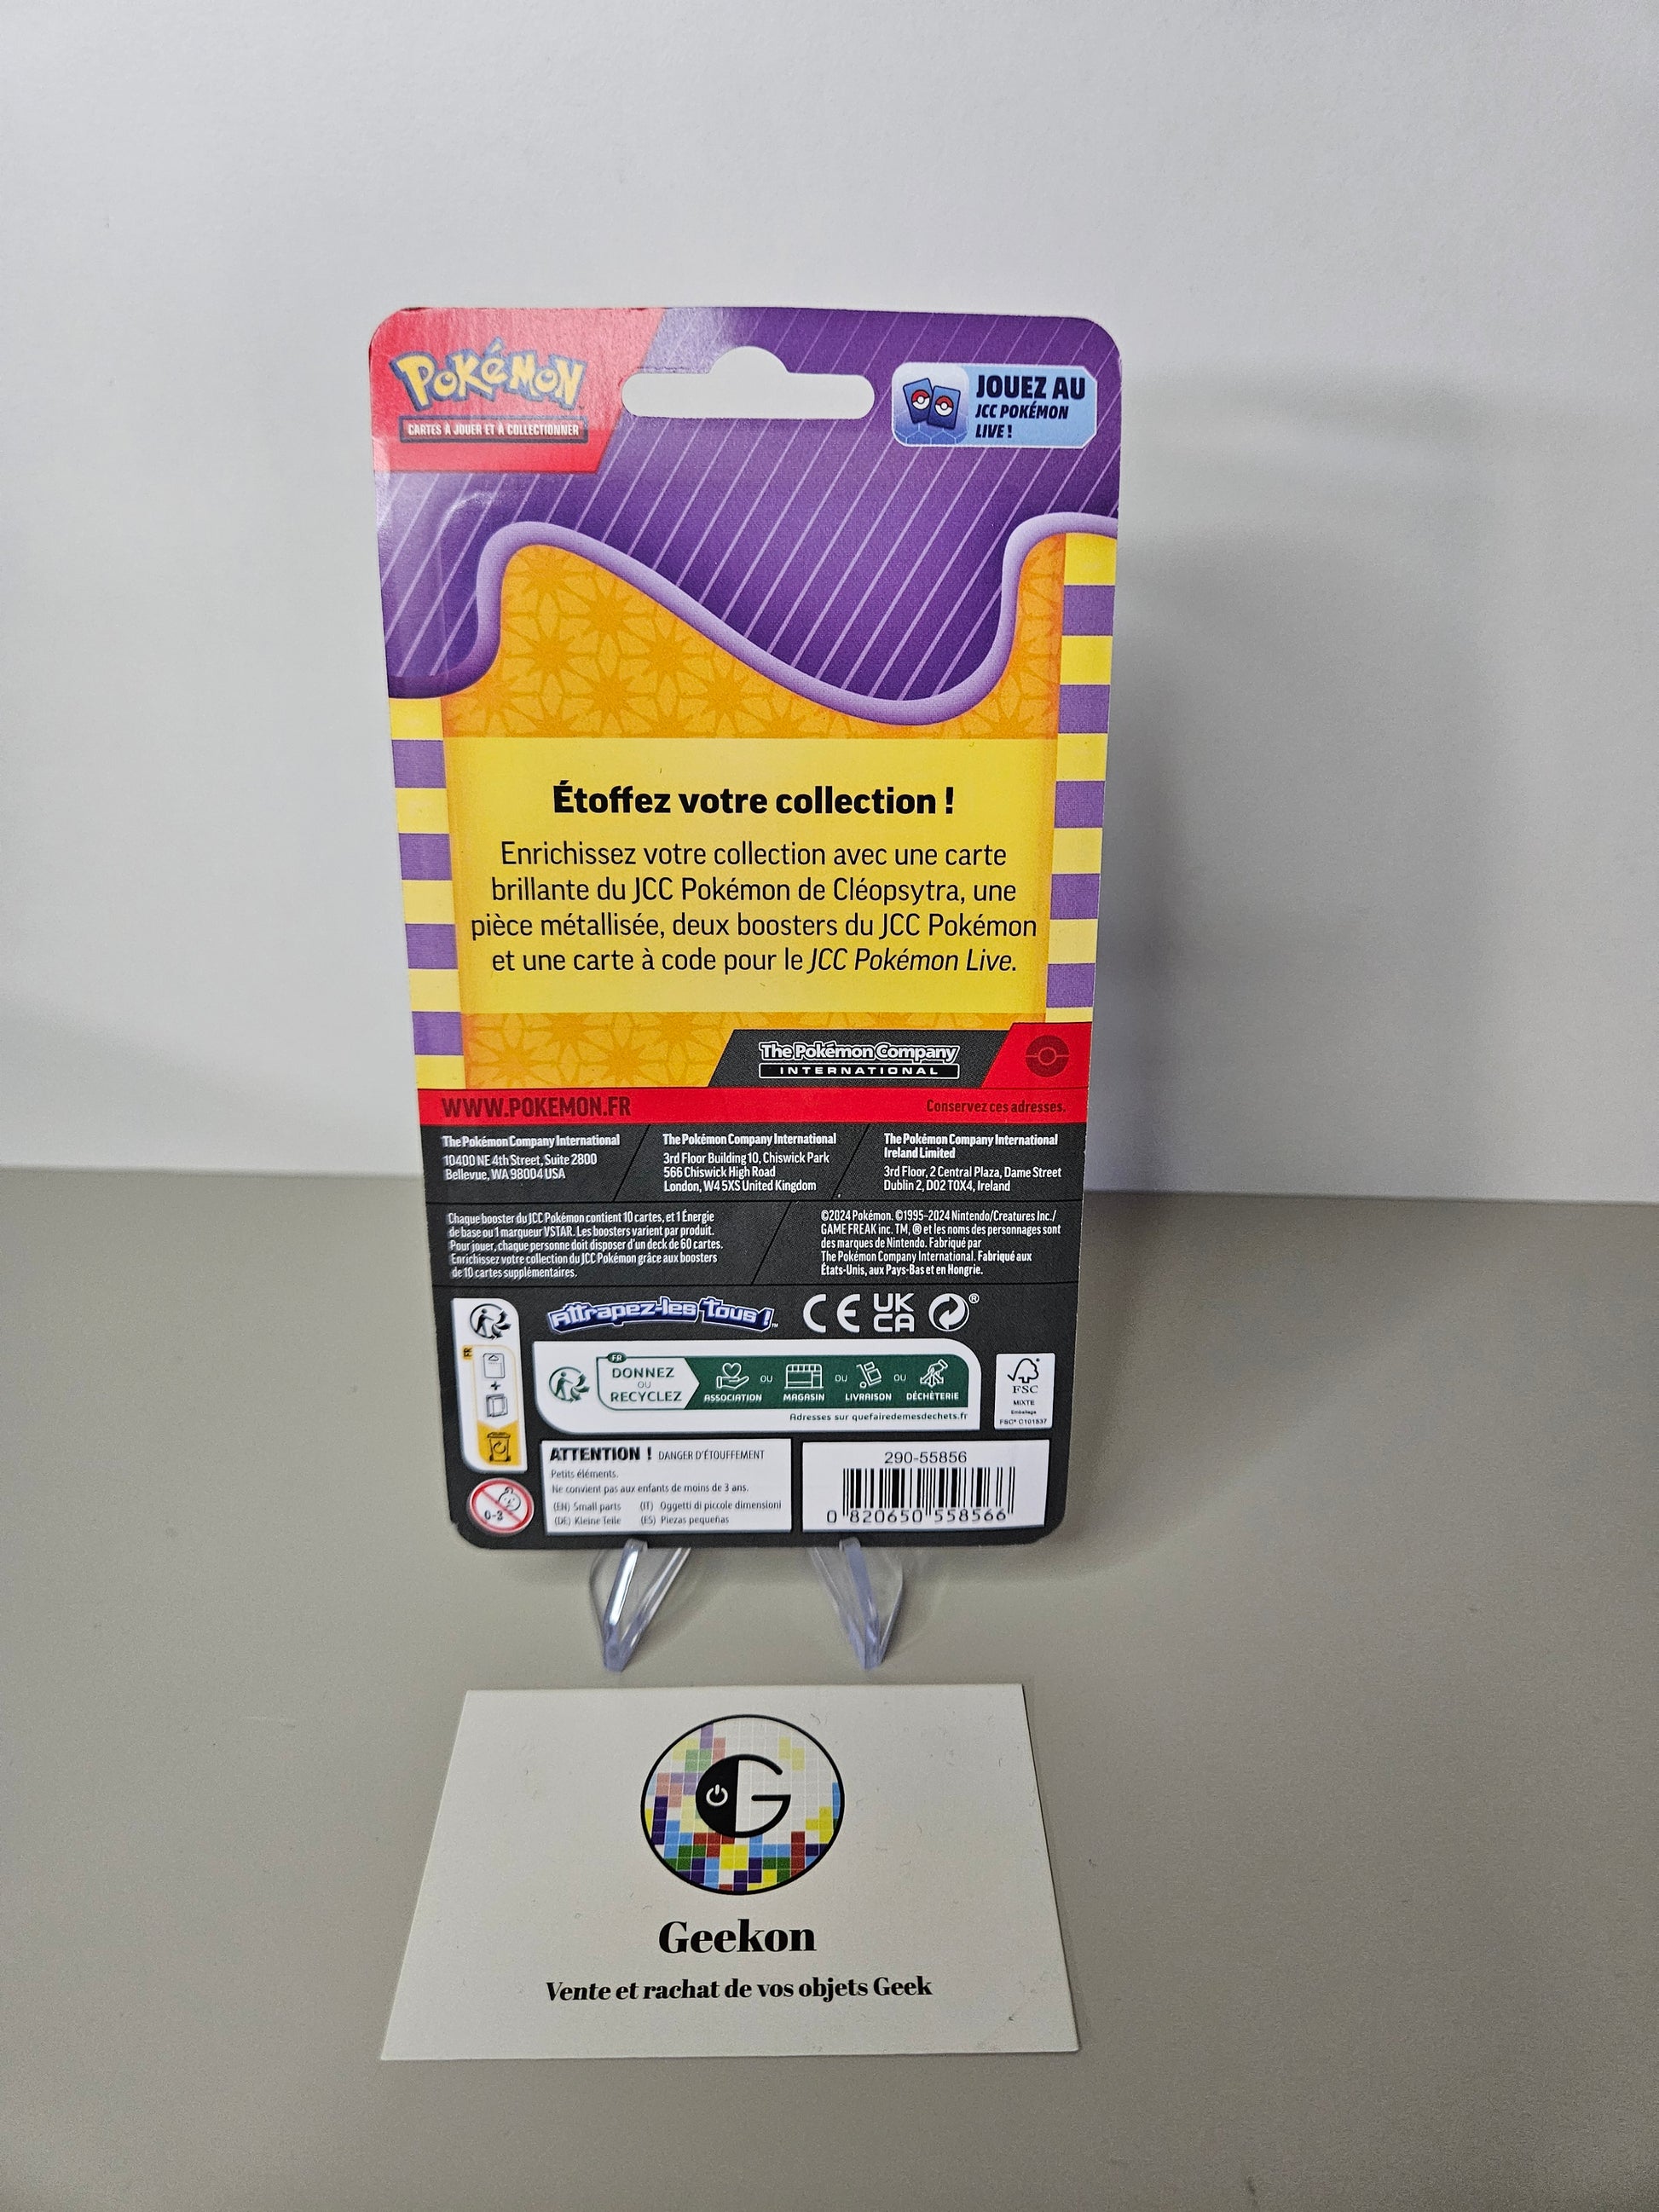 POKéMON
CARTES À JOUER ET À COLLECTIONNER
JOUEZ AU
JCC POKÉMON
LIVE !
Étoffez votre collection !
Enrichissez votre collection avec une carte
brillante du JCC Pokémon de Cléopsytra, une
pièce métallisée, deux boosters du JCC Pokémon
et une carte à code pour le JCC Pokémon Live.
The Pokémon Company
INTERNATIONAL
WWW.POKEMON.FR
Conservez ces adresses.
The Pokémon Company International
10400 NE 4th Street, Suite 2800
Bellevue, WA 98004 USA
The Pokémon Company International
3rd Floor Building 10, Chiswick Park
566 Chiswick High Road
London, W4 5XS United Kingdom
The Pokémon Company International
Ireland Limited
3rd Floor, 2 Central Plaza, Dame Street
Dublin 2, D02 T0X4, Ireland
Chaque booster du JCC Pokémon contient 10 cartes, et 1 Énergie
de base ou 1 marqueur VSTAR. Les boosters varient par produit.
Pour jouer, chaque personne doit disposer d'un deck de 60 cartes.
Enrichissez votre collection du JCC Pokémon grâce aux boosters
de 10 cartes supplémentaires.
©2024 Pokémon. ©1995–2024 Nintendo/Creatures Inc./
GAME FREAK inc. TM, ® et les noms des personnages sont
des marques de Nintendo. Fabriqué par
The Pokémon Company International. Fabriqué aux
États-Unis, aux Pays-Bas et en Hongrie.
Attrapez-les Tous !™
CE
UK
CA
®
FR
+
FR
DONNEZ
OU
RECYCLEZ
ASSOCIATION
OU
MAGASIN
OU
LIVRAISON
OU
DÉCHÈTERIE
Adresses sur quefairedemesdechets.fr
FSC
MIXTE
Emballage
FSC® C101537
ATTENTION ! DANGER D'ÉTOUFFEMENT
Petits éléments.
Ne convient pas aux enfants de moins de 3 ans.
(EN) Small parts (IT) Oggetti di piccole dimensioni
(DE) Kleine Teile (ES) Piezas pequeñas
0-3
290-55856
0 820650 558566
G
Geekon
Vente et rachat de vos objets Geek